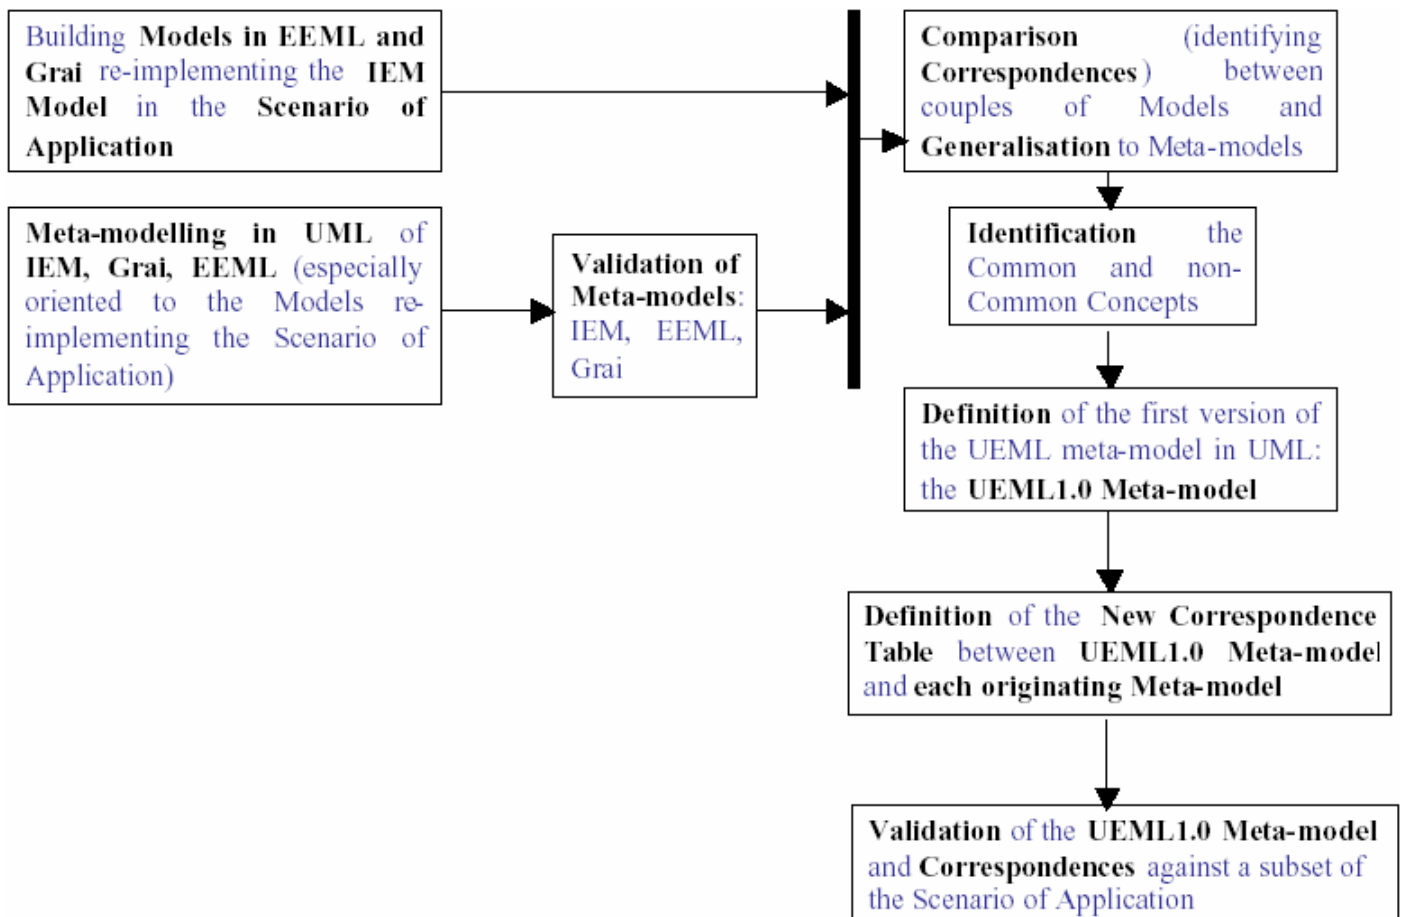 Building Models in EEML and
Grai re-implementing the IEM
Model in the Scenario of
Application
Meta-modelling in UML of
IEM, Grai, EEML (especially
oriented to the Models re-
implementing the Scenario of
Application)
Validation of
Meta-models:
IEM, EEML,
Grai
Comparison (identifying
Correspondences) between
couples of Models and
Generalisation to Meta-models
Identification the
Common and non-
Common Concepts
Definition of the first version of
the UEML meta-model in UML:
the UEML1.0 Meta-model
Definition of the New Correspondence
Table between UEML1.0 Meta-model
and each originating Meta-model
Validation of the UEML1.0 Meta-model
and Correspondences against a subset of
the Scenario of Application